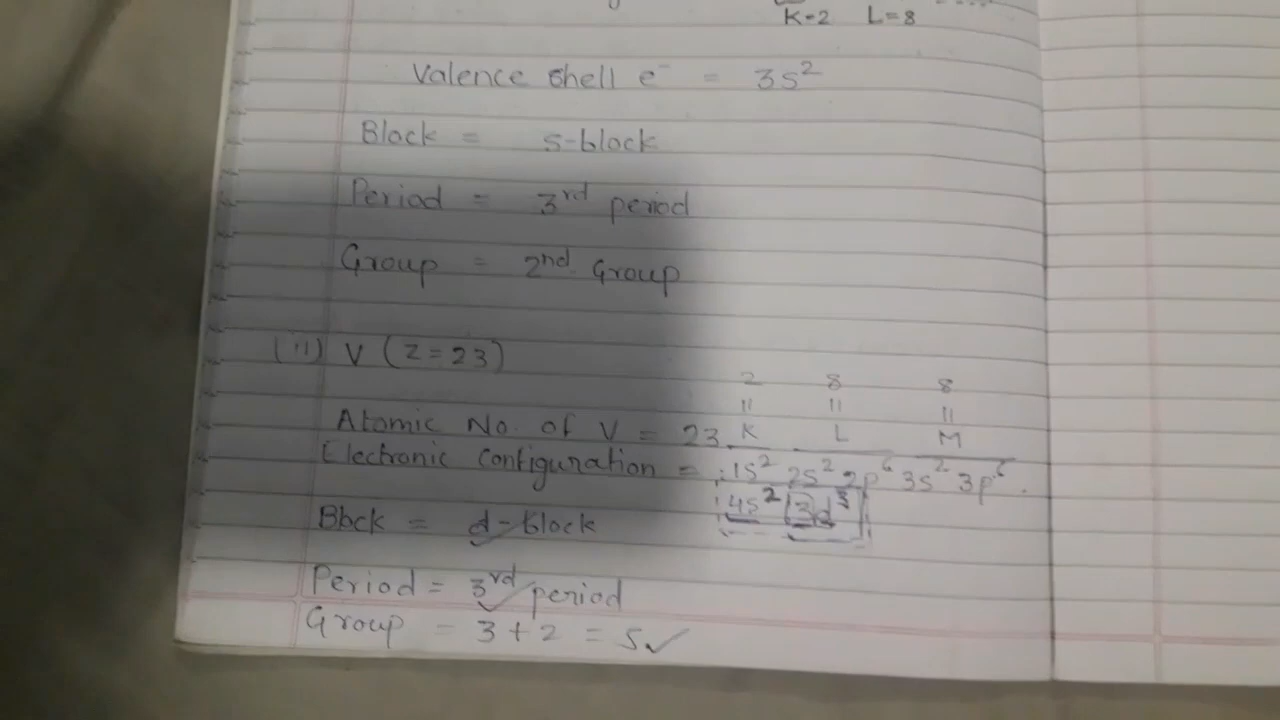 K=2 L=8
Valence shell e⁻ = 3s²
Block = s-block
Period = 3rd period
Group = 2nd Group
(ii) V (Z=23)
2 8 8
|| || ||
K L M
Atomic No. of V = 23
Electronic Configuration = 1s² 2s² 2p⁶ 3s² 3p⁶.
4s² 3d³
Block = d-block
Period = 3rd period
Group = 3+2 = 5✓